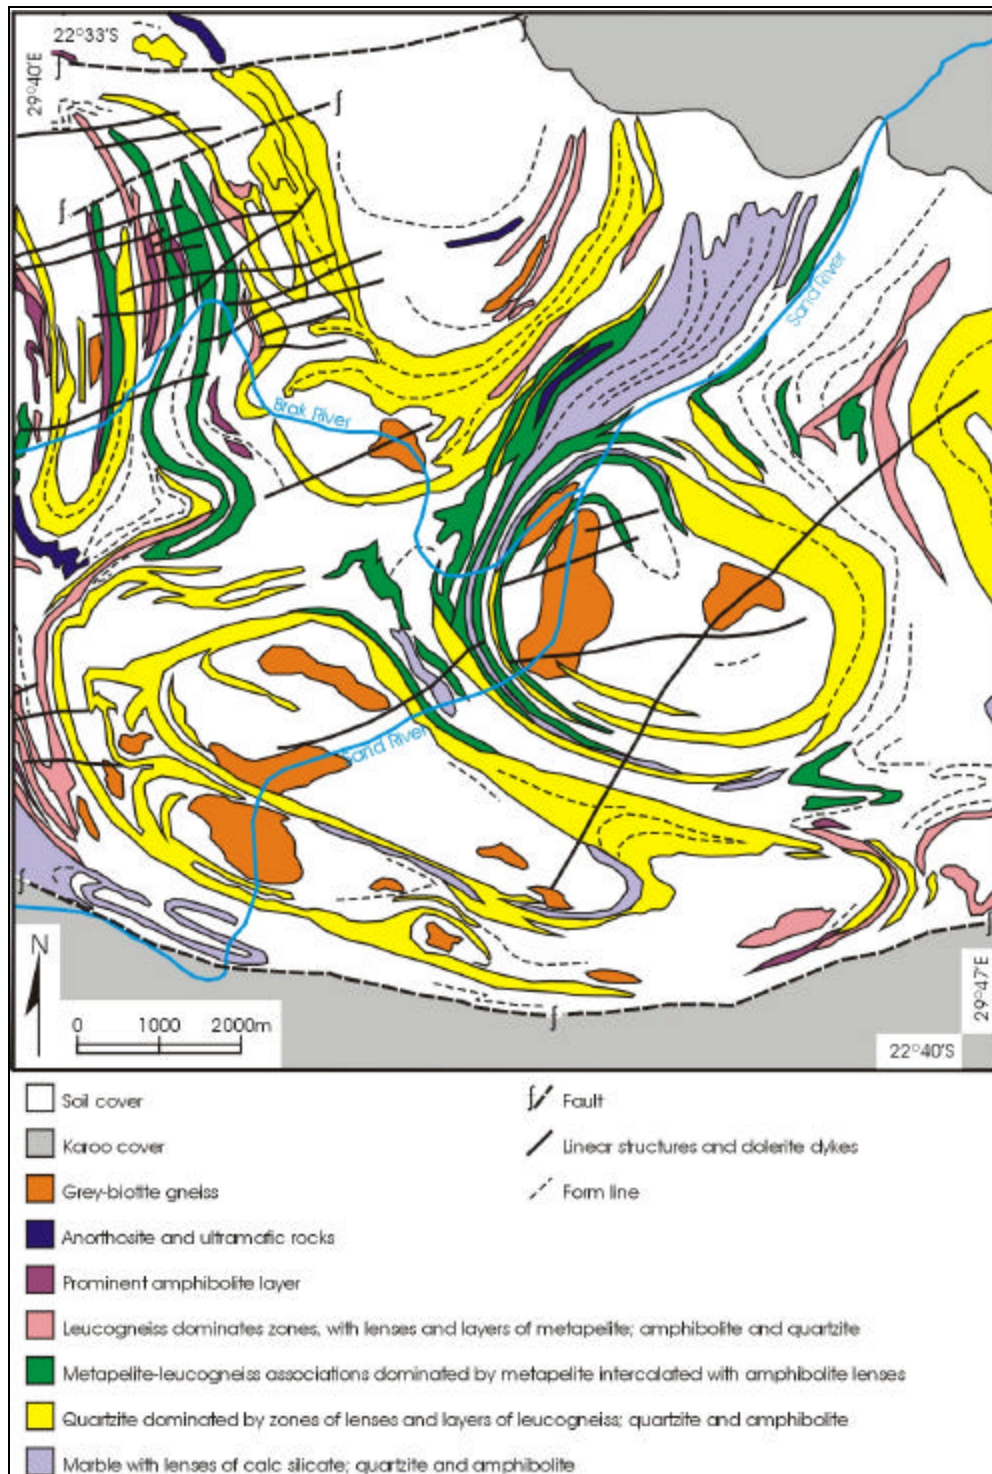 22°33'S
29°40'E
Sand River
Brak River
Sand River
N
0 1000 2000m
29°47'E
22°40'S
Soil cover
Karoo cover
Grey-biotite gneiss
Anorthosite and ultramafic rocks
Prominent amphibolite layer
Leucogneiss dominates zones, with lenses and layers of metapelite; amphibolite and quartzite
Metapelite-leucogneiss associations dominated by metapelite intercalated with amphibolite lenses
Quartzite dominated by zones of lenses and layers of leucogneiss; quartzite and amphibolite
Marble with lenses of calc silicate; quartzite and amphibolite
Fault
Linear structures and dolerite dykes
Form line